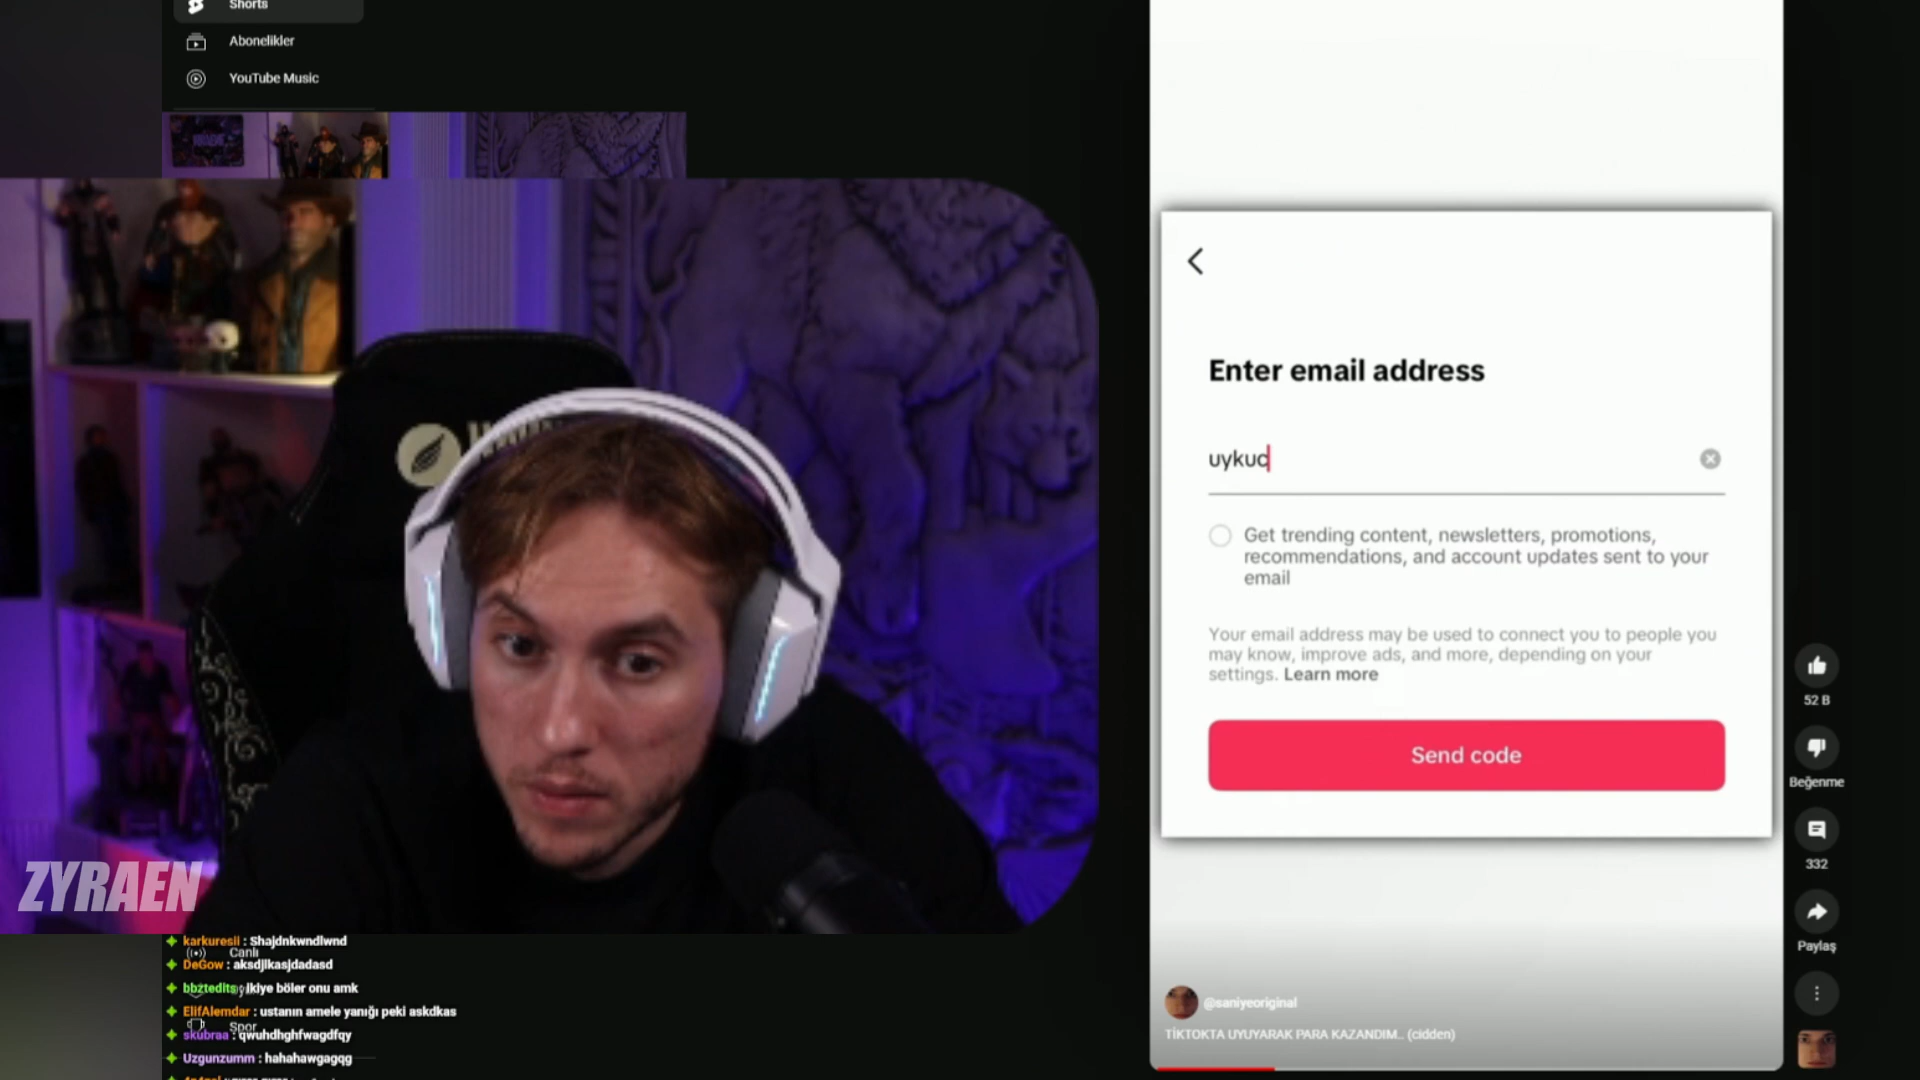 Shorts
Abonelikler
YouTube Music
ZYRAEN
karkuresii : Shajdnkwndlwnd
Canlı
DeGow : aksdjlkasjdadasd
bbztedits : ikiye böler onu amk
ElifAlemdar : ustanın amele yanığı peki askdkas
Spor
skubraa : qwuhdhghfwagdfqy
Uzgunzumm : hahahawgagqg
Enter email address
uykuc
Get trending content, newsletters, promotions,
recommendations, and account updates sent to your
email
Your email address may be used to connect you to people you
may know, improve ads, and more, depending on your
settings. Learn more
Send code
52 B
Beğenme
332
Paylaş
@saniyeoriginal
TİKTOKTA UYUYARAK PARA KAZANDIM... (cidden)